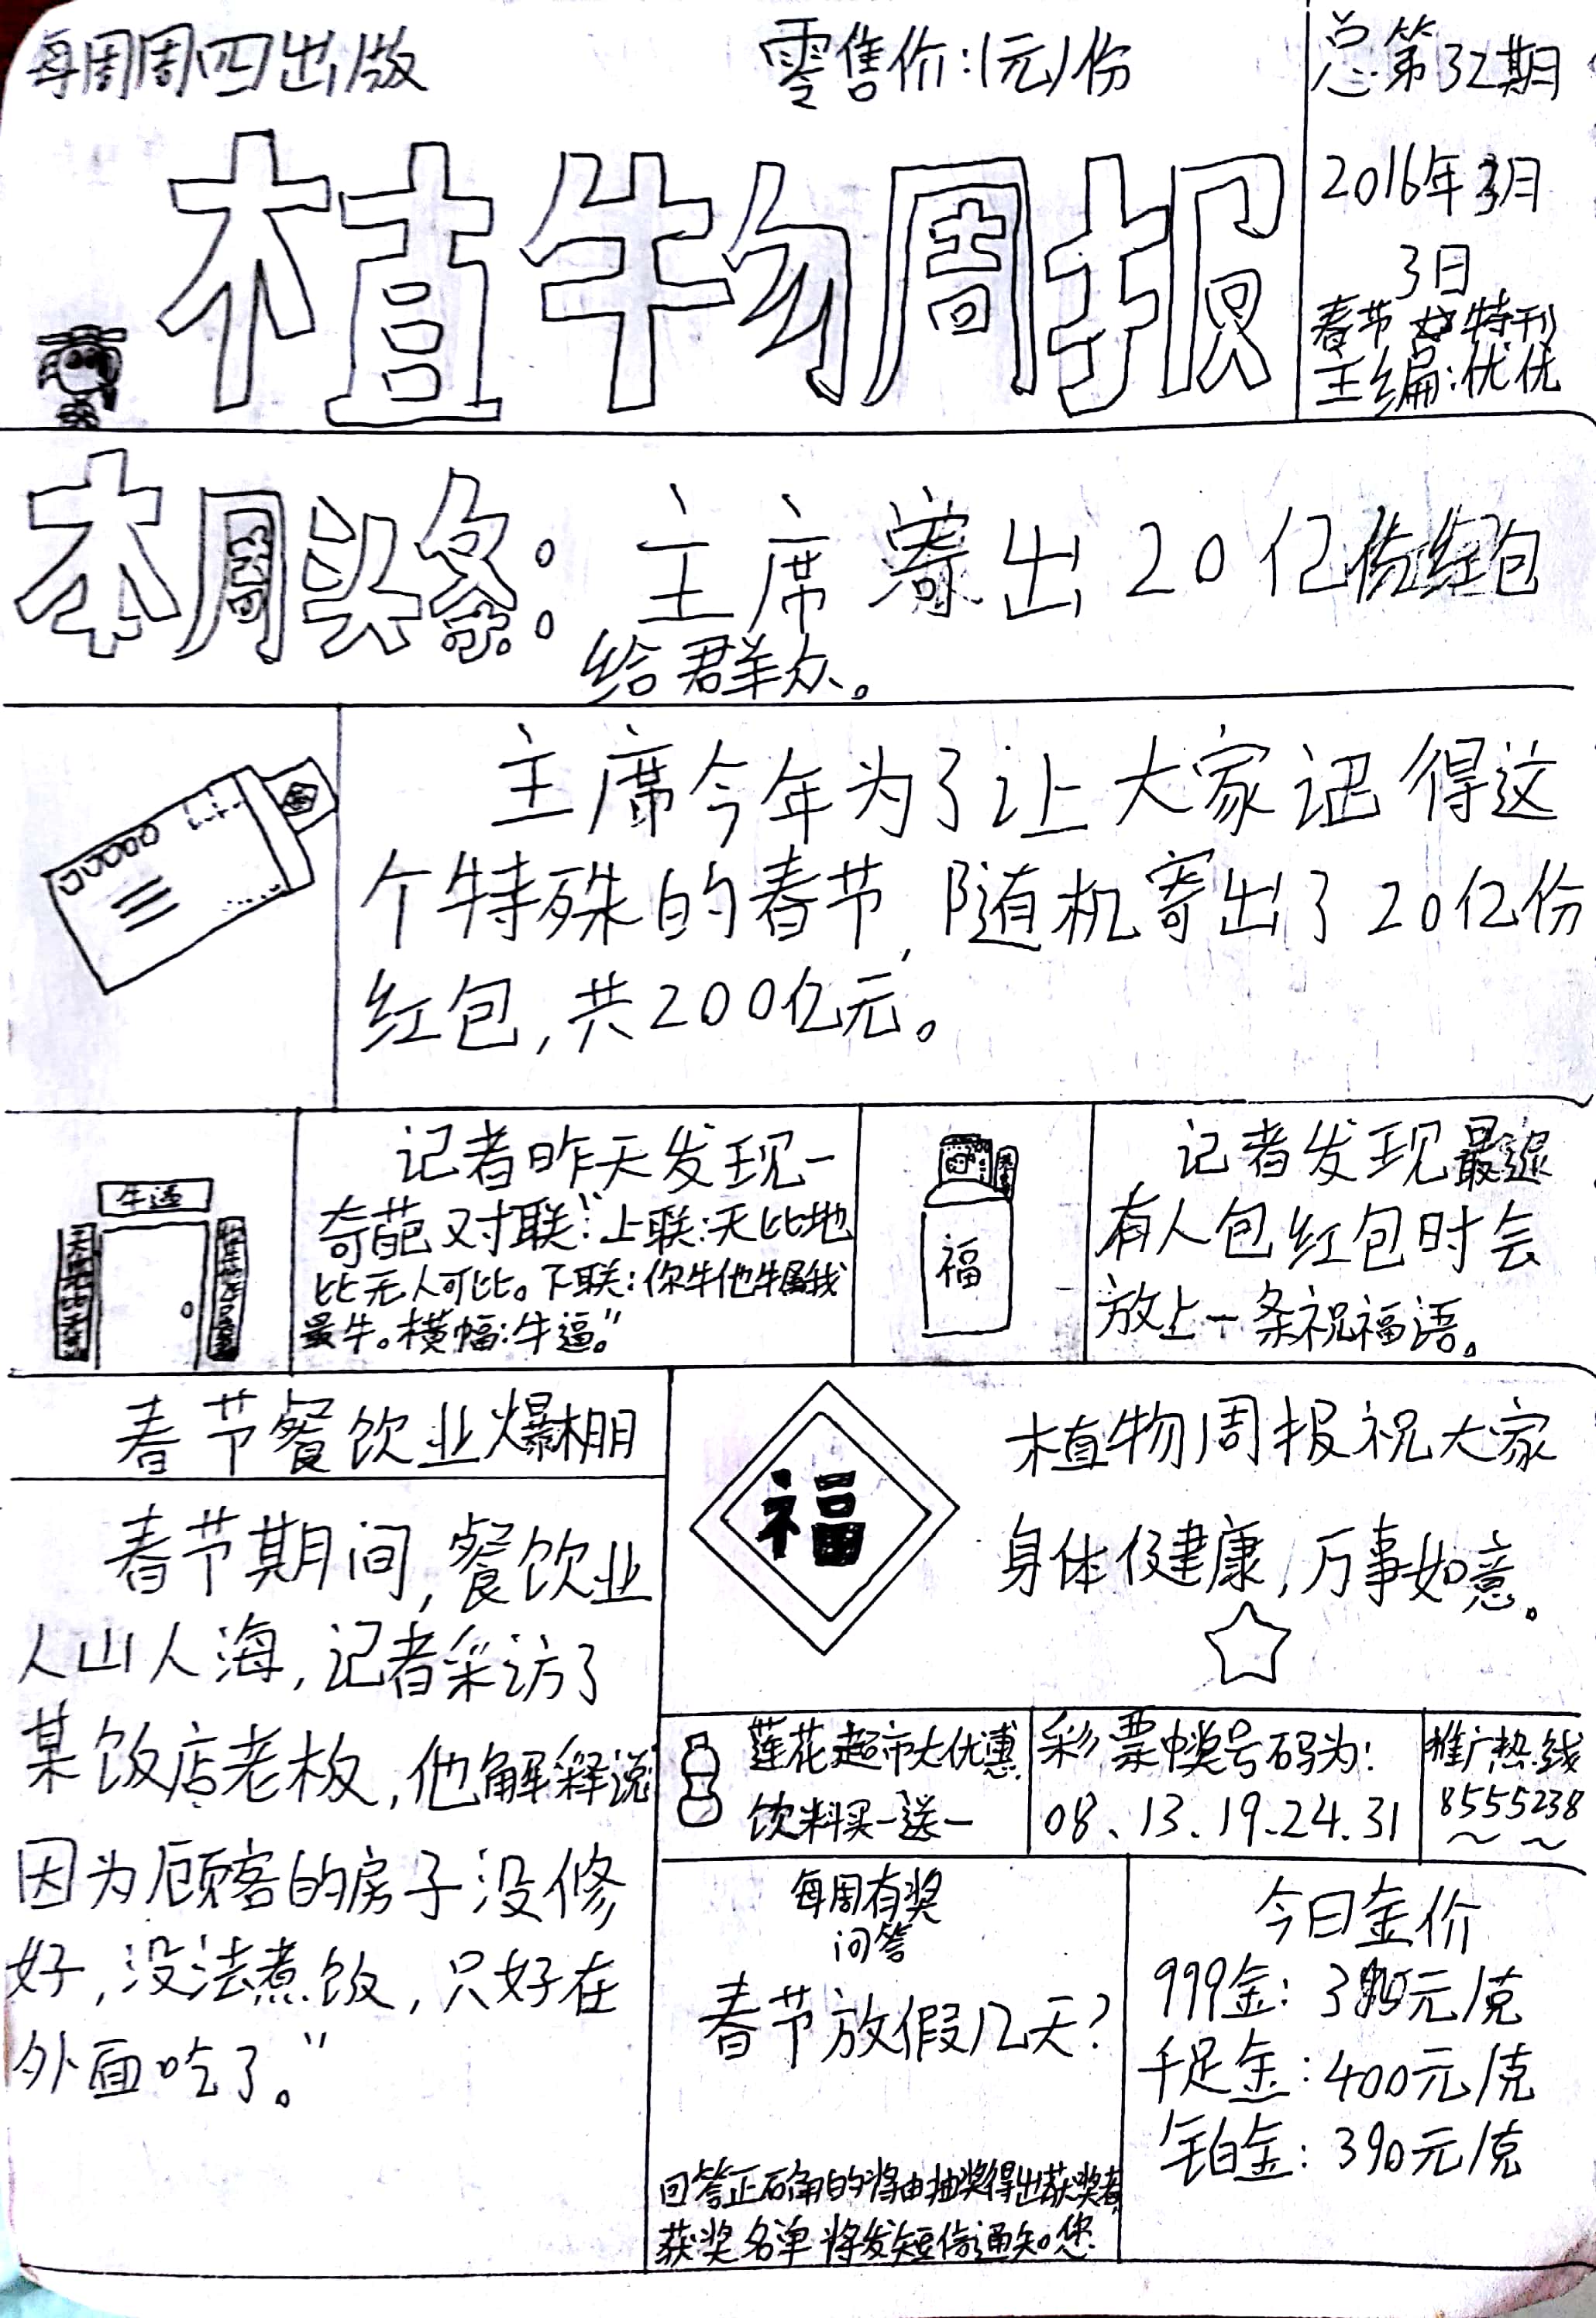 每周周四出版
零售价:1元/份
总第32期
植物周报
2016年3月
3日
春节特刊
主编:优优
本周头条:主席寄出20亿份红包
给群众。
主席今年为了让大家记得这
个特殊的春节,随机寄出了20亿份
红包,共200亿元。
牛逼
记者昨天发现一
奇葩对联:“上联:天比地
比无人可比。下联:你牛他牛属我
最牛。横幅:牛逼。”
福
记者发现最近
有人包红包时会
放上一条祝福语。
春节餐饮业爆棚
春节期间,餐饮业
人山人海,记者采访了
某饭店老板,他解释说
因为顾客的房子没修
好,没法煮饭,只好在
外面吃了。”
福
植物周报祝大家
身体健康,万事如意。
莲花超市大优惠
饮料买一送一
彩票中奖号码为:
08、13、19、24、31
推广热线
8555238
每周有奖
问答
春节放假几天?
回答正确的将由抽奖得出获奖者
获奖名单将发短信通知您.
今日金价
999金:元/克
千足金:400元/克
铂金:390元/克